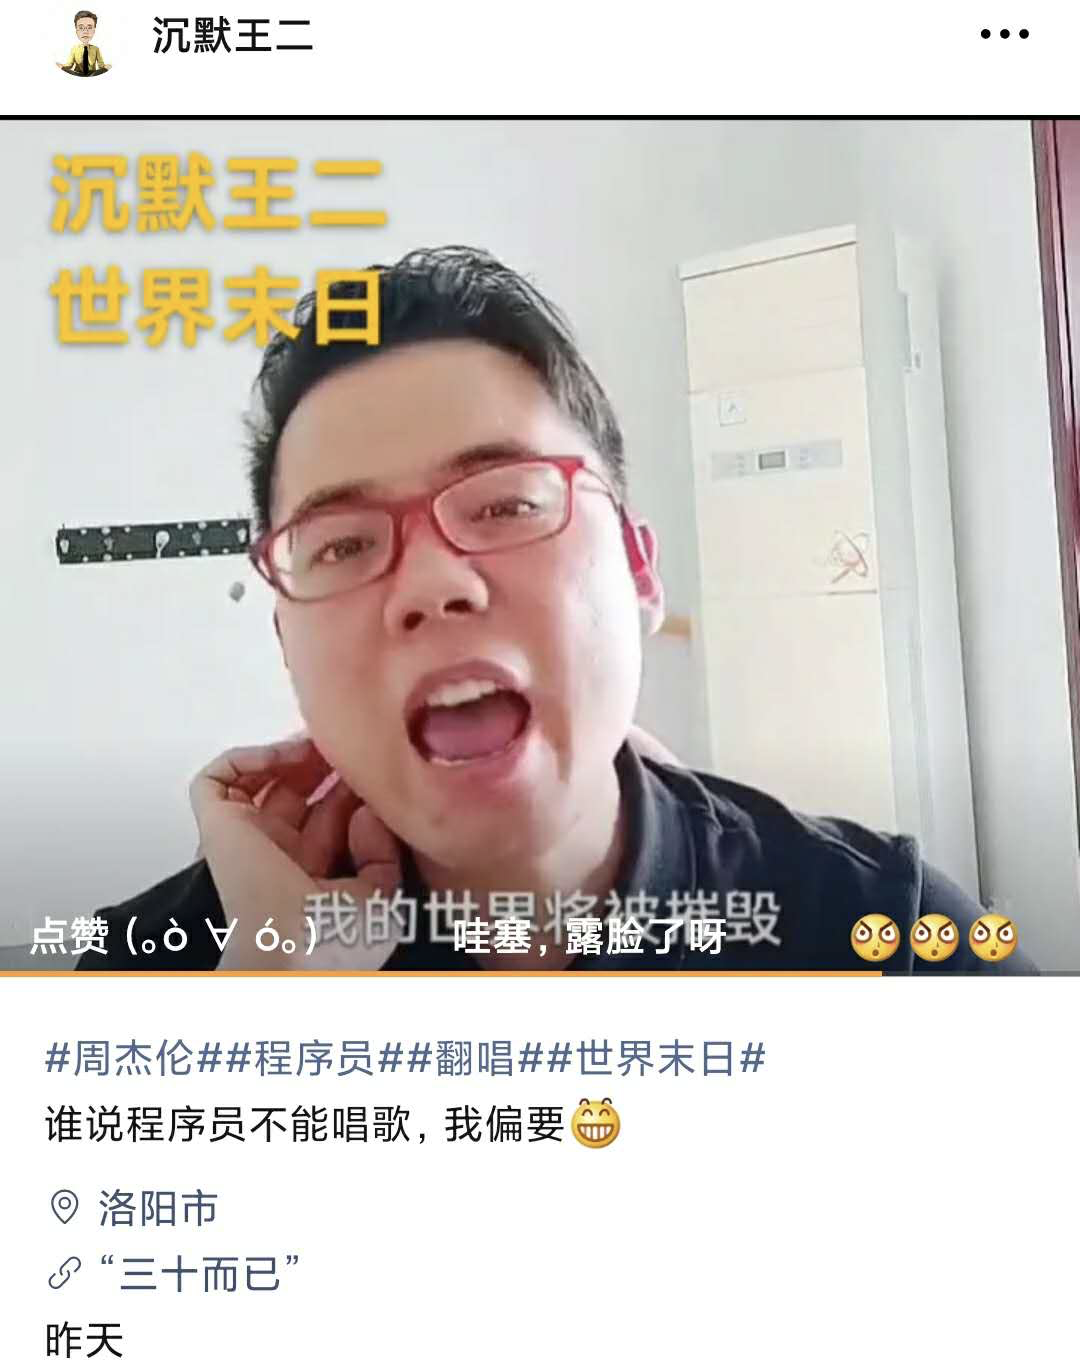 沉默王二
沉默王二
世界末日
我的世界将被摧毁
点赞 (。ò ∀ ó。) 哇塞，露脸了呀
#周杰伦##程序员##翻唱##世界末日#
谁说程序员不能唱歌，我偏要
洛阳市
“三十而已”
昨天